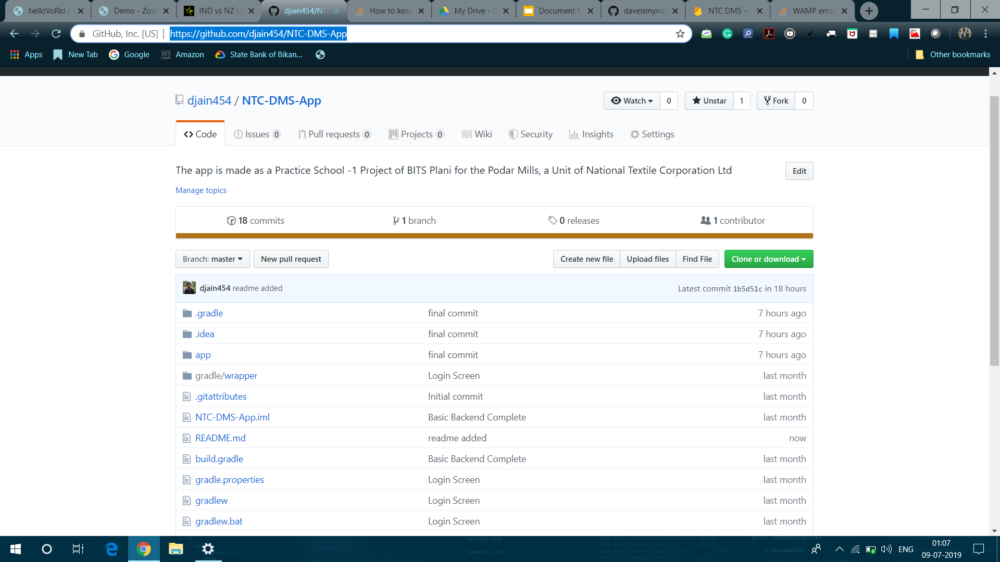 helloVoRld |
Demo - Zoo
IND vs NZ Li
djain454/NT
How to keep
My Drive - G
Document M
daveismyna
NTC DMS –
WAMP error
GitHub, Inc. [US] | https://github.com/djain454/NTC-DMS-App
Apps
New Tab
Google
Amazon
State Bank of Bikan...
Other bookmarks
djain454 / NTC-DMS-App
Watch 0
Unstar 1
Fork 0
Code
Issues 0
Pull requests 0
Projects 0
Wiki
Security
Insights
Settings
The app is made as a Practice School -1 Project of BITS Plani for the Podar Mills, a Unit of National Textile Corporation Ltd
Edit
Manage topics
18 commits
1 branch
0 releases
1 contributor
Branch: master
New pull request
Create new file
Upload files
Find File
Clone or download
djain454 readme added
Latest commit 1b5d51c in 18 hours
.gradle final commit 7 hours ago
.idea final commit 7 hours ago
app final commit 7 hours ago
gradle/wrapper Login Screen last month
.gitattributes Initial commit last month
NTC-DMS-App.iml Basic Backend Complete last month
README.md readme added now
build.gradle Basic Backend Complete last month
gradle.properties Login Screen last month
gradlew Login Screen last month
gradlew.bat Login Screen last month
ENG
01:07
09-07-2019